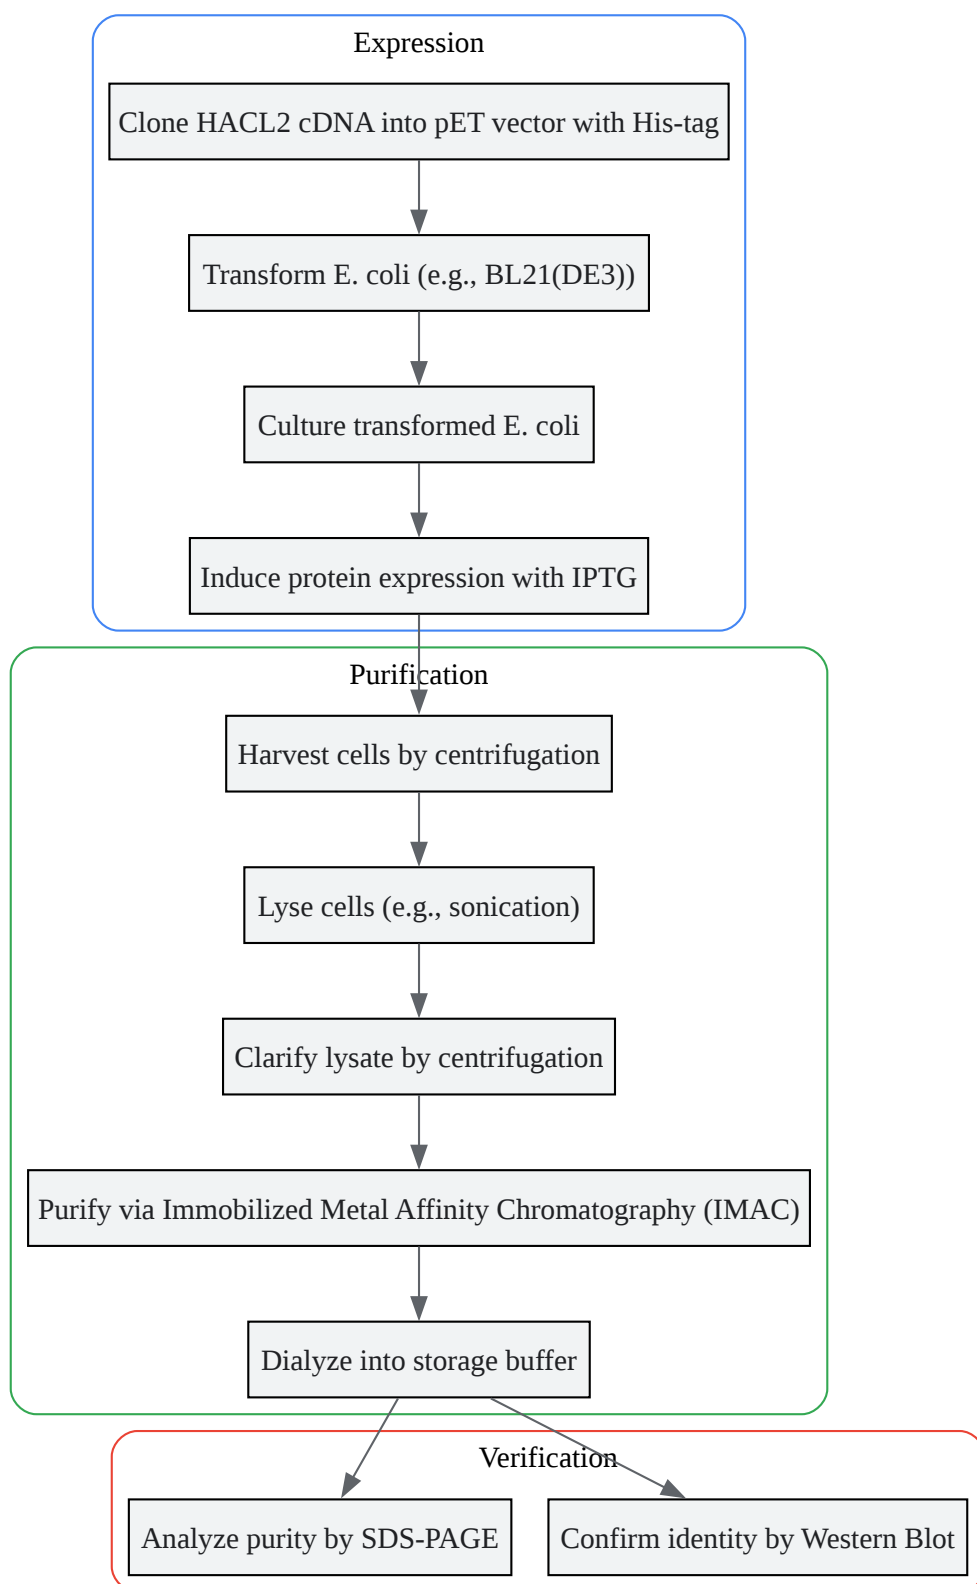 Expression
Clone HACL2 cDNA into pET vector with His-tag
Transform E. coli (e.g., BL21(DE3))
Culture transformed E. coli
Induce protein expression with IPTG
Purification
Harvest cells by centrifugation
Lyse cells (e.g., sonication)
Clarify lysate by centrifugation
Purify via Immobilized Metal Affinity Chromatography (IMAC)
Dialyze into storage buffer
Verification
Analyze purity by SDS-PAGE
Confirm identity by Western Blot